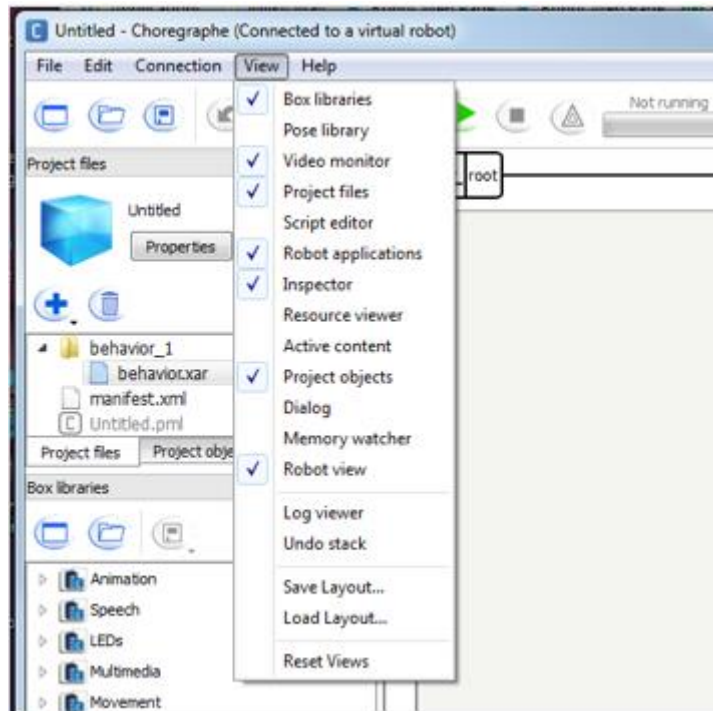 Untitled - Choregraphe (Connected to a virtual robot)
File Edit Connection View Help
Not running
Project files
root
Untitled
Properties
behavior_1
behavior.xar
manifest.xml
Untitled.pml
Project files Project obje
Box libraries
Animation
Speech
LEDs
Multimedia
Movement
Box libraries
Pose library
Video monitor
Project files
Script editor
Robot applications
Inspector
Resource viewer
Active content
Project objects
Dialog
Memory watcher
Robot view
Log viewer
Undo stack
Save Layout...
Load Layout...
Reset Views